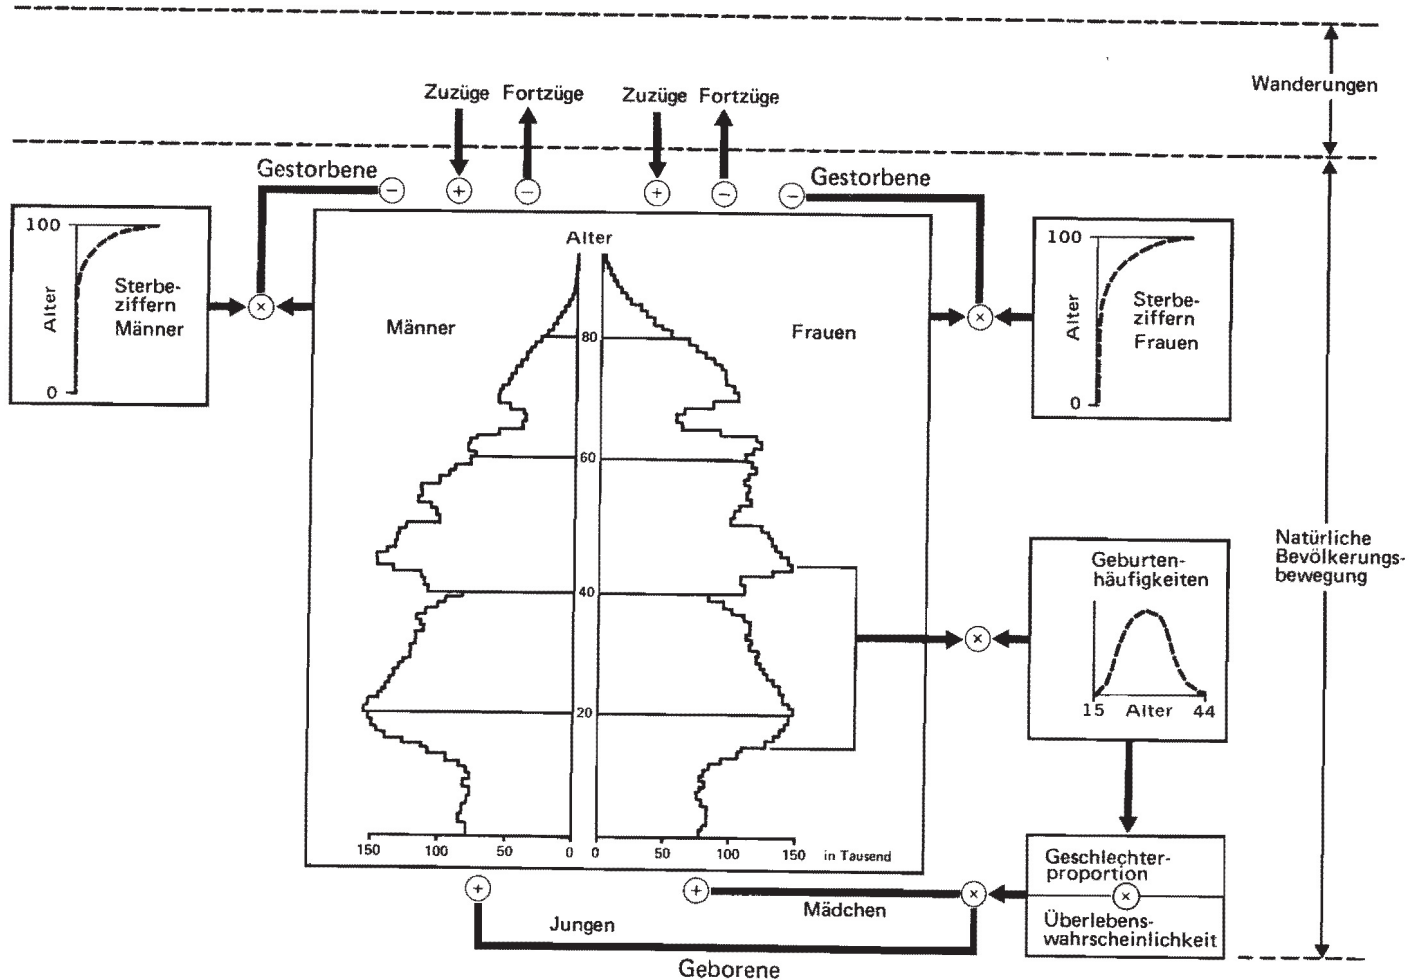 Wanderungen
Zuzüge Fortzüge Zuzüge Fortzüge
Gestorbene − + − + − − Gestorbene
100
Alter
Sterbe-
ziffern
Männer
0
×
Alter
Männer
Frauen
80
60
40
20
150 100 50 0 0 50 100 150 in Tausend
×
100
Alter
Sterbe-
ziffern
Frauen
0
Natürliche
Bevölkerungs-
bewegung
×
Geburten-
häufigkeiten
15 Alter 44
Geschlechter-
proportion
×
Überlebens-
wahrscheinlichkeit
+ + ×
Mädchen
Jungen
Geborene